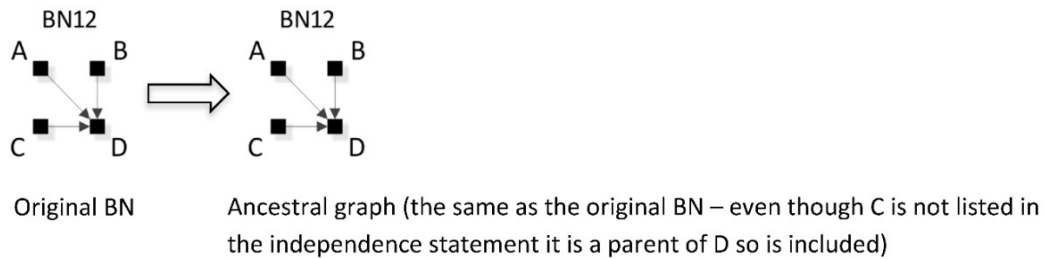 BN12 BN12
A B A B
C D C D
Original BN Ancestral graph (the same as the original BN – even though C is not listed in
the independence statement it is a parent of D so is included)